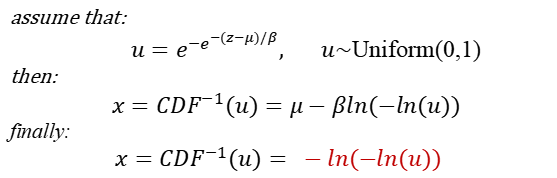 assume that:
u = e^{-e^{-(z-μ)/β}},  u~Uniform(0,1)
then:
x = CDF⁻¹(u) = μ − βln(−ln(u))
finally:
x = CDF⁻¹(u) = − ln(−ln(u))